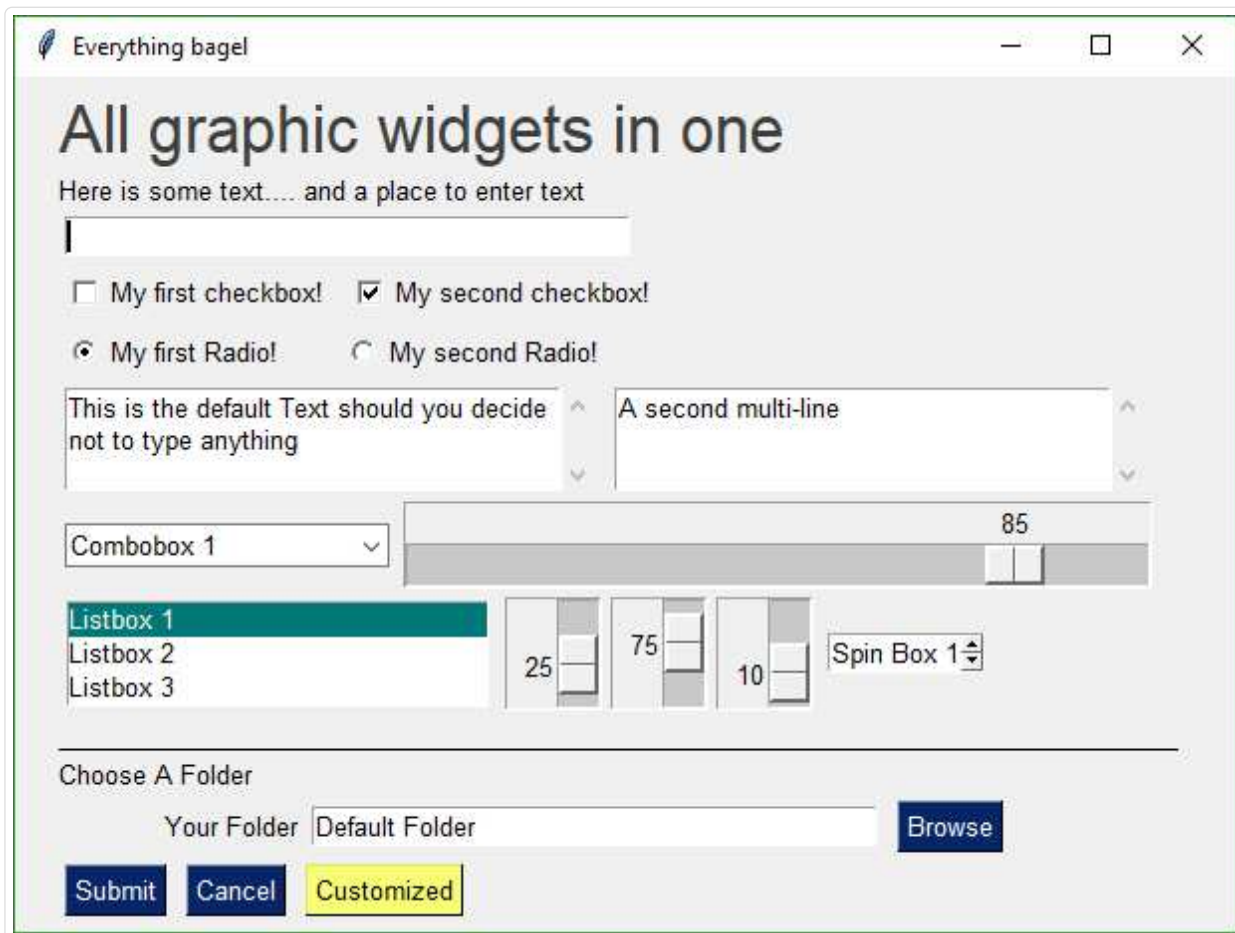 Everything bagel
All graphic widgets in one
Here is some text.... and a place to enter text
My first checkbox! My second checkbox!
My first Radio! My second Radio!
This is the default Text should you decide
not to type anything
A second multi-line
Combobox 1
85
Listbox 1
Listbox 2
Listbox 3
25
75
10
Spin Box 1
Choose A Folder
Your Folder Default Folder Browse
Submit Cancel Customized